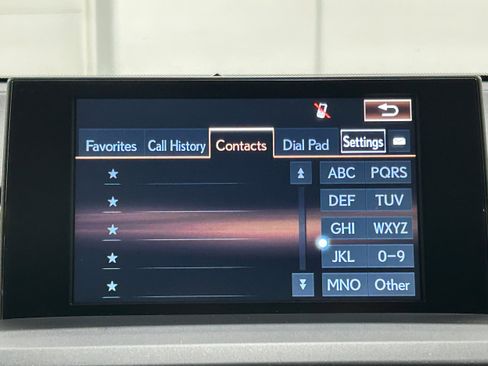 Favorites Call History Contacts Dial Pad Settings
ABC PQRS
DEF TUV
GHI WXYZ
JKL 0-9
MNO Other